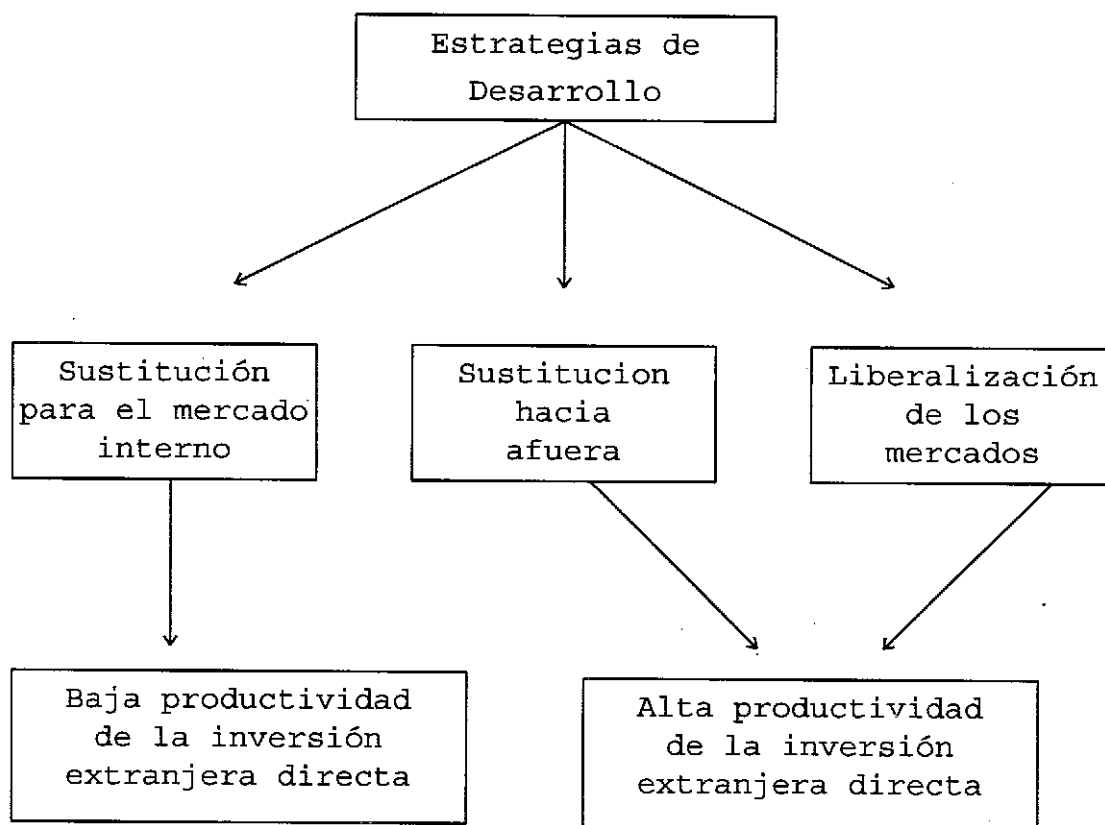 Estrategias de
Desarrollo
Sustitución
para el mercado
interno
Sustitucion
hacia
afuera
Liberalización
de los
mercados
Baja productividad
de la inversión
extranjera directa
Alta productividad
de la inversión
extranjera directa